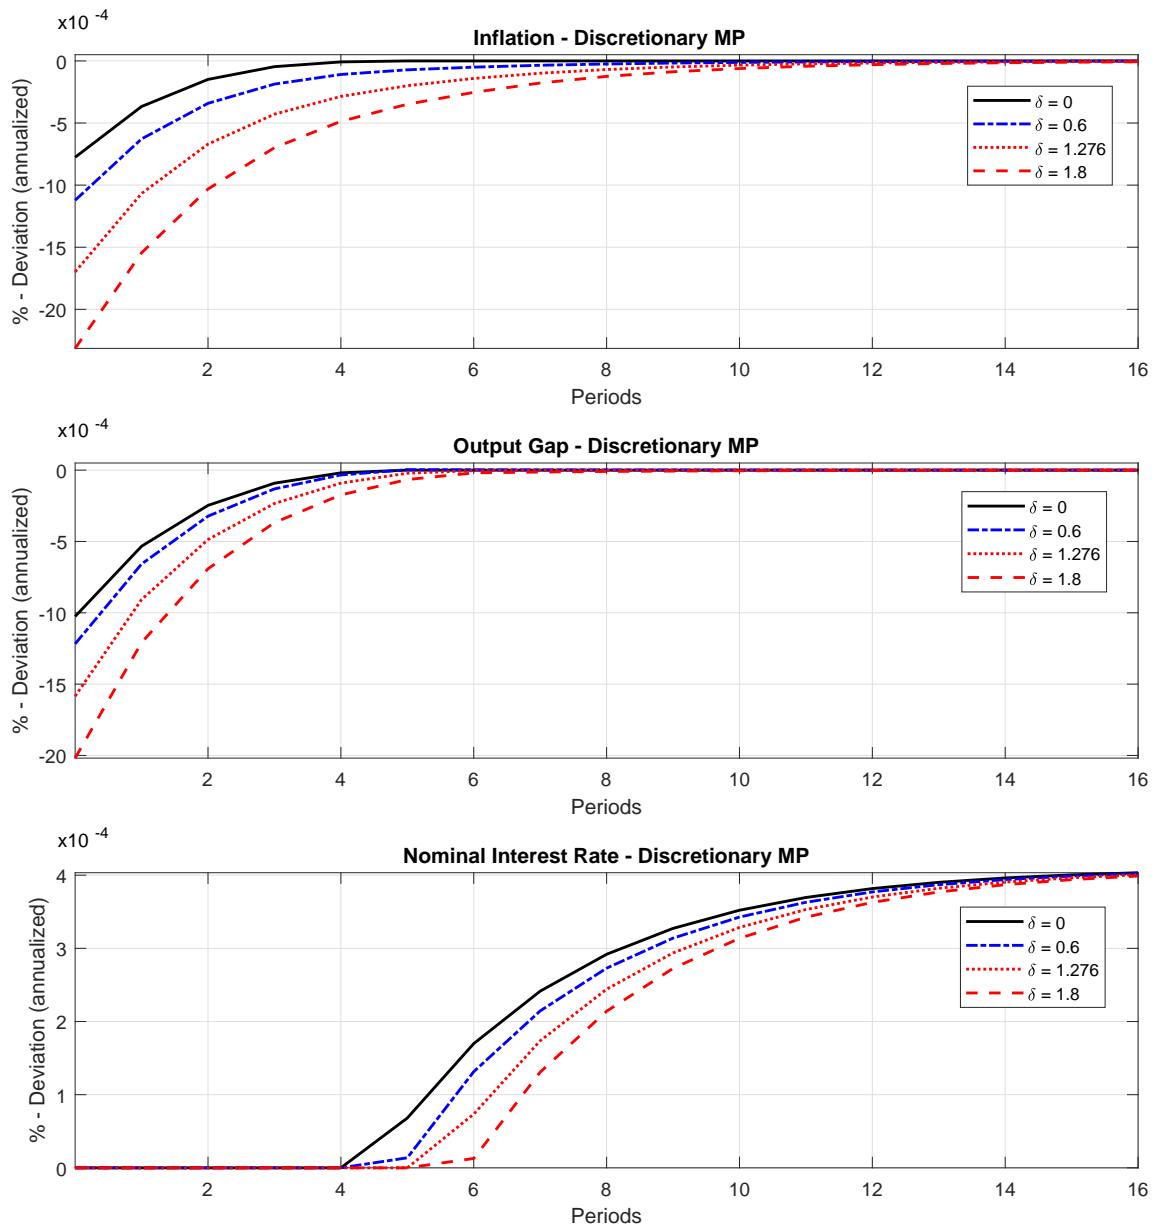 x10 -4
Inflation - Discretionary MP
% - Deviation (annualized)
0
-5
-10
-15
-20
δ = 0
δ = 0.6
δ = 1.276
δ = 1.8
2 4 6 8 10 12 14 16
Periods
x10 -4
Output Gap - Discretionary MP
% - Deviation (annualized)
0
-5
-10
-15
-20
δ = 0
δ = 0.6
δ = 1.276
δ = 1.8
2 4 6 8 10 12 14 16
Periods
x10 -4
Nominal Interest Rate - Discretionary MP
% - Deviation (annualized)
4
3
2
1
0
δ = 0
δ = 0.6
δ = 1.276
δ = 1.8
2 4 6 8 10 12 14 16
Periods